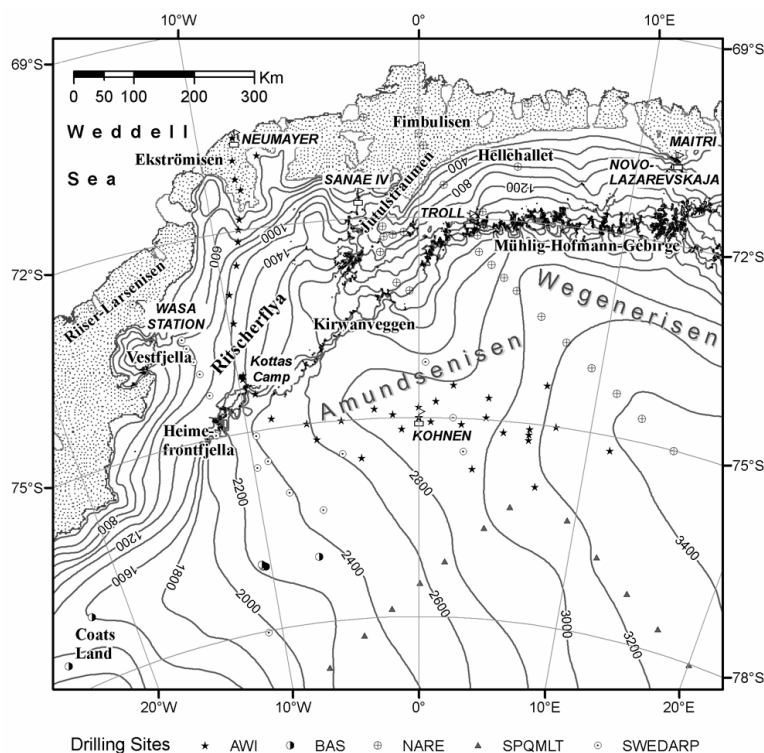 10°W 0° 10°E
69°S 69°S
0 50 100 200 300 Km
Weddell
Sea
Fimbulisen
NEUMAYER
Ekströmisen
MAITRI
Hellehallet
NOVO-
LAZAREVSKAJA
SANAE IV
Jutulstraumen
400
800
1200
TROLL
1000
600
1400
Mühlig-Hofmann-Gebirge
72°S 72°S
Riiser-Larsenisen
WASA
STATION
Ritscherflya
Wegenerisen
Kirwanveggen
Vestfjella
Kottas
Camp
Amundsenisen
Heime-
frontfjella
KOHNEN
75°S 75°S
2200
2800
800
1200
1600
1800
2000
2400
2600
3000
3200
3400
Coats
Land
78°S
20°W 10°W 0° 10°E 20°E
Drilling Sites AWI BAS NARE SPQMLT SWEDARP